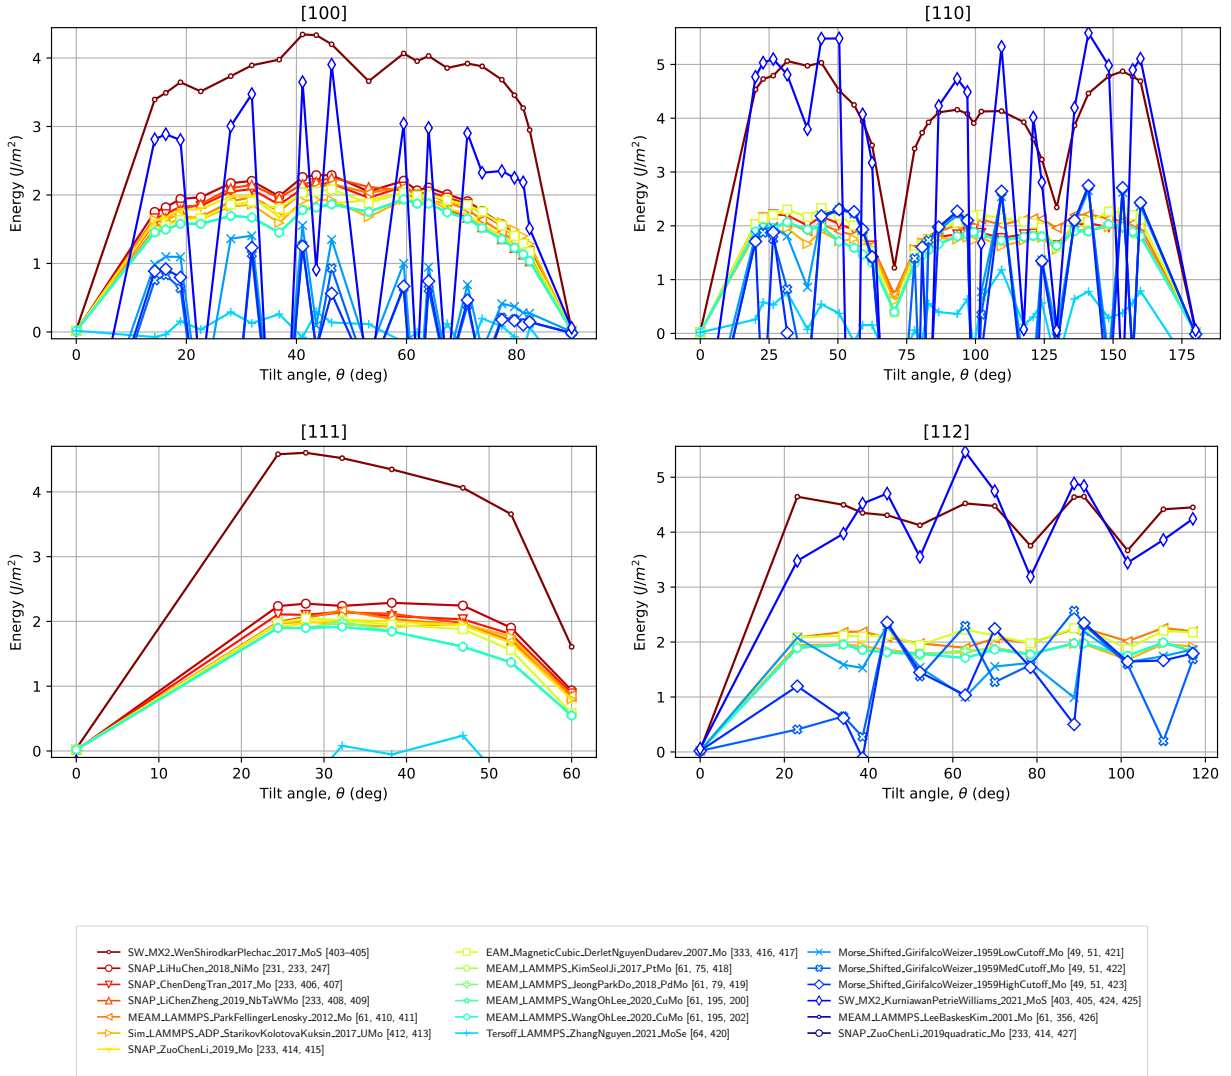 [100]
Energy (J/m²)
4
3
2
1
0
0
20
40
60
80
Tilt angle, θ (deg)
[110]
Energy (J/m²)
5
4
3
2
1
0
0
25
50
75
100
125
150
175
Tilt angle, θ (deg)
[111]
Energy (J/m²)
4
3
2
1
0
0
10
20
30
40
50
60
Tilt angle, θ (deg)
[112]
Energy (J/m²)
5
4
3
2
1
0
0
20
40
60
80
100
120
Tilt angle, θ (deg)
SW_MX2_WenShirodkarPlechac_2017_MoS [403–405]
SNAP_LiHuChen_2018_NiMo [231, 233, 247]
SNAP_ChenDengTran_2017_Mo [233, 406, 407]
SNAP_LiChenZheng_2019_NbTaWMo [233, 408, 409]
MEAM_LAMMPS_ParkFellingerLenosky_2012_Mo [61, 410, 411]
Sim_LAMMPS_ADP_StarikovKolotovaKuksin_2017_UMo [412, 413]
SNAP_ZuoChenLi_2019_Mo [233, 414, 415]
EAM_MagneticCubic_DerletNguyenDudarev_2007_Mo [333, 416, 417]
MEAM_LAMMPS_KimSeolJi_2017_PtMo [61, 75, 418]
MEAM_LAMMPS_JeongParkDo_2018_PdMo [61, 79, 419]
MEAM_LAMMPS_WangOhLee_2020_CuMo [61, 195, 200]
MEAM_LAMMPS_WangOhLee_2020_CuMo [61, 195, 202]
Tersoff_LAMMPS_ZhangNguyen_2021_MoSe [64, 420]
Morse_Shifted_GirifalcoWeizer_1959LowCutoff_Mo [49, 51, 421]
Morse_Shifted_GirifalcoWeizer_1959MedCutoff_Mo [49, 51, 422]
Morse_Shifted_GirifalcoWeizer_1959HighCutoff_Mo [49, 51, 423]
SW_MX2_KurniawanPetrieWilliams_2021_MoS [403, 405, 424, 425]
MEAM_LAMMPS_LeeBaskesKim_2001_Mo [61, 356, 426]
SNAP_ZuoChenLi_2019quadratic_Mo [233, 414, 427]